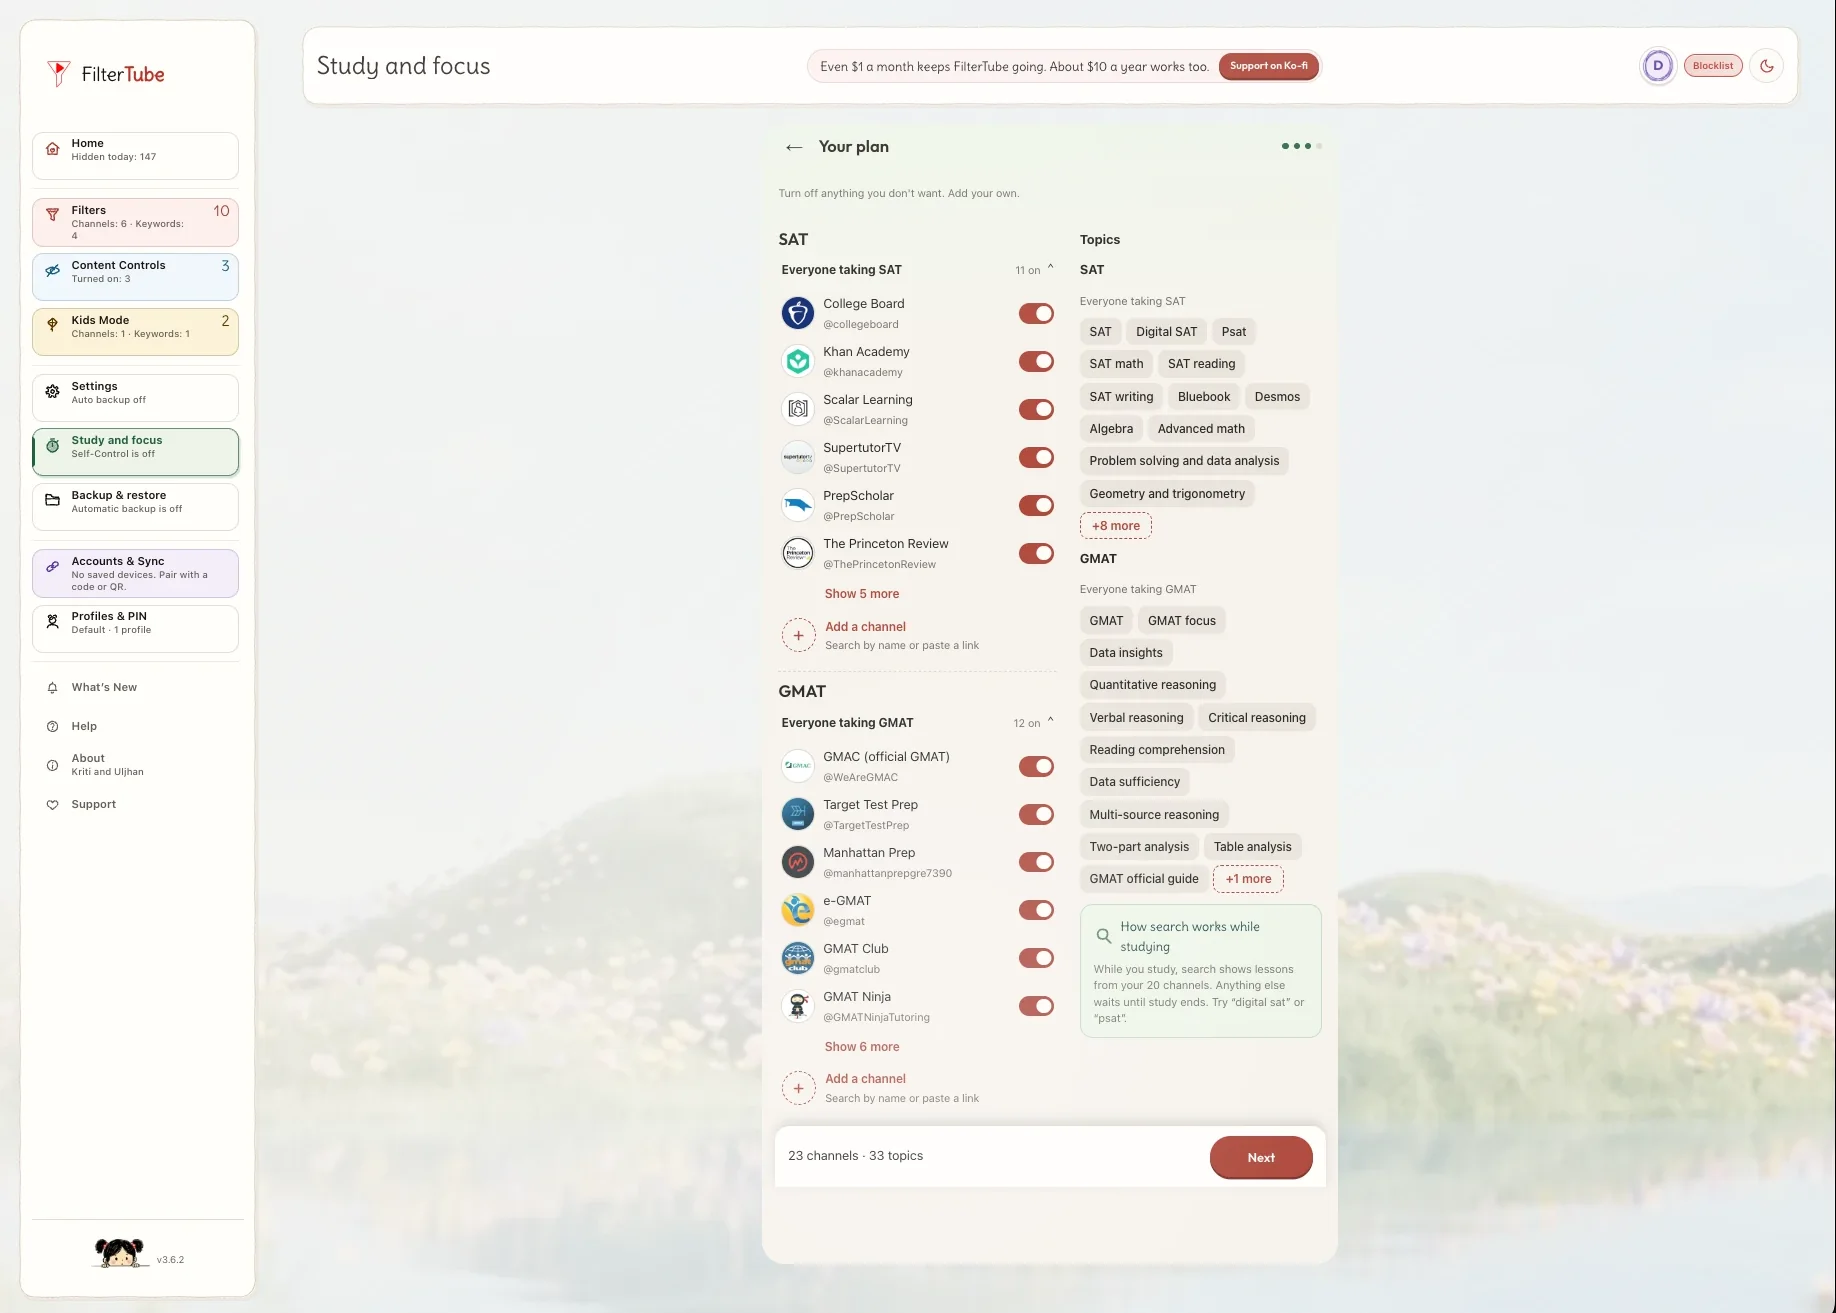 FilterTube
Home
Hidden today: 147
Filters
10
Channels: 6 · Keywords:
4
Content Controls
3
Turned on: 3
Kids Mode
2
Channels: 1 · Keywords: 1
Settings
Auto backup off
Study and focus
Self-Control is off
Backup & restore
Automatic backup is off
Accounts & Sync
No saved devices. Pair with a
code or QR.
Profiles & PIN
Default · 1 profile
What's New
Help
About
Kriti and Uljhan
Support
v3.6.2
Study and focus
Even $1 a month keeps FilterTube going. About $10 a year works too.
Support on Ko-fi
D
Blocklist
← Your plan
Turn off anything you don't want. Add your own.
SAT
Everyone taking SAT
11 on
College Board
@collegeboard
Khan Academy
@khanacademy
Scalar Learning
@ScalarLearning
supertutortv
SupertutorTV
@SupertutorTV
PrepScholar
@PrepScholar
The
Princeton
Review
The Princeton Review
@ThePrincetonReview
Show 5 more
+
Add a channel
Search by name or paste a link
GMAT
Everyone taking GMAT
12 on
GMAC
GMAC (official GMAT)
@WeAreGMAC
Target Test Prep
@TargetTestPrep
Manhattan Prep
@manhattanprepgre7390
e-GMAT
@egmat
gmat
club
GMAT Club
@gmatclub
GMAT Ninja
@GMATNinjaTutoring
Show 6 more
+
Add a channel
Search by name or paste a link
Topics
SAT
Everyone taking SAT
SAT Digital SAT Psat
SAT math SAT reading
SAT writing Bluebook Desmos
Algebra Advanced math
Problem solving and data analysis
Geometry and trigonometry
+8 more
GMAT
Everyone taking GMAT
GMAT GMAT focus
Data insights
Quantitative reasoning
Verbal reasoning Critical reasoning
Reading comprehension
Data sufficiency
Multi-source reasoning
Two-part analysis Table analysis
GMAT official guide +1 more
How search works while
studying
While you study, search shows lessons
from your 20 channels. Anything else
waits until study ends. Try “digital sat” or
“psat”.
23 channels · 33 topics
Next